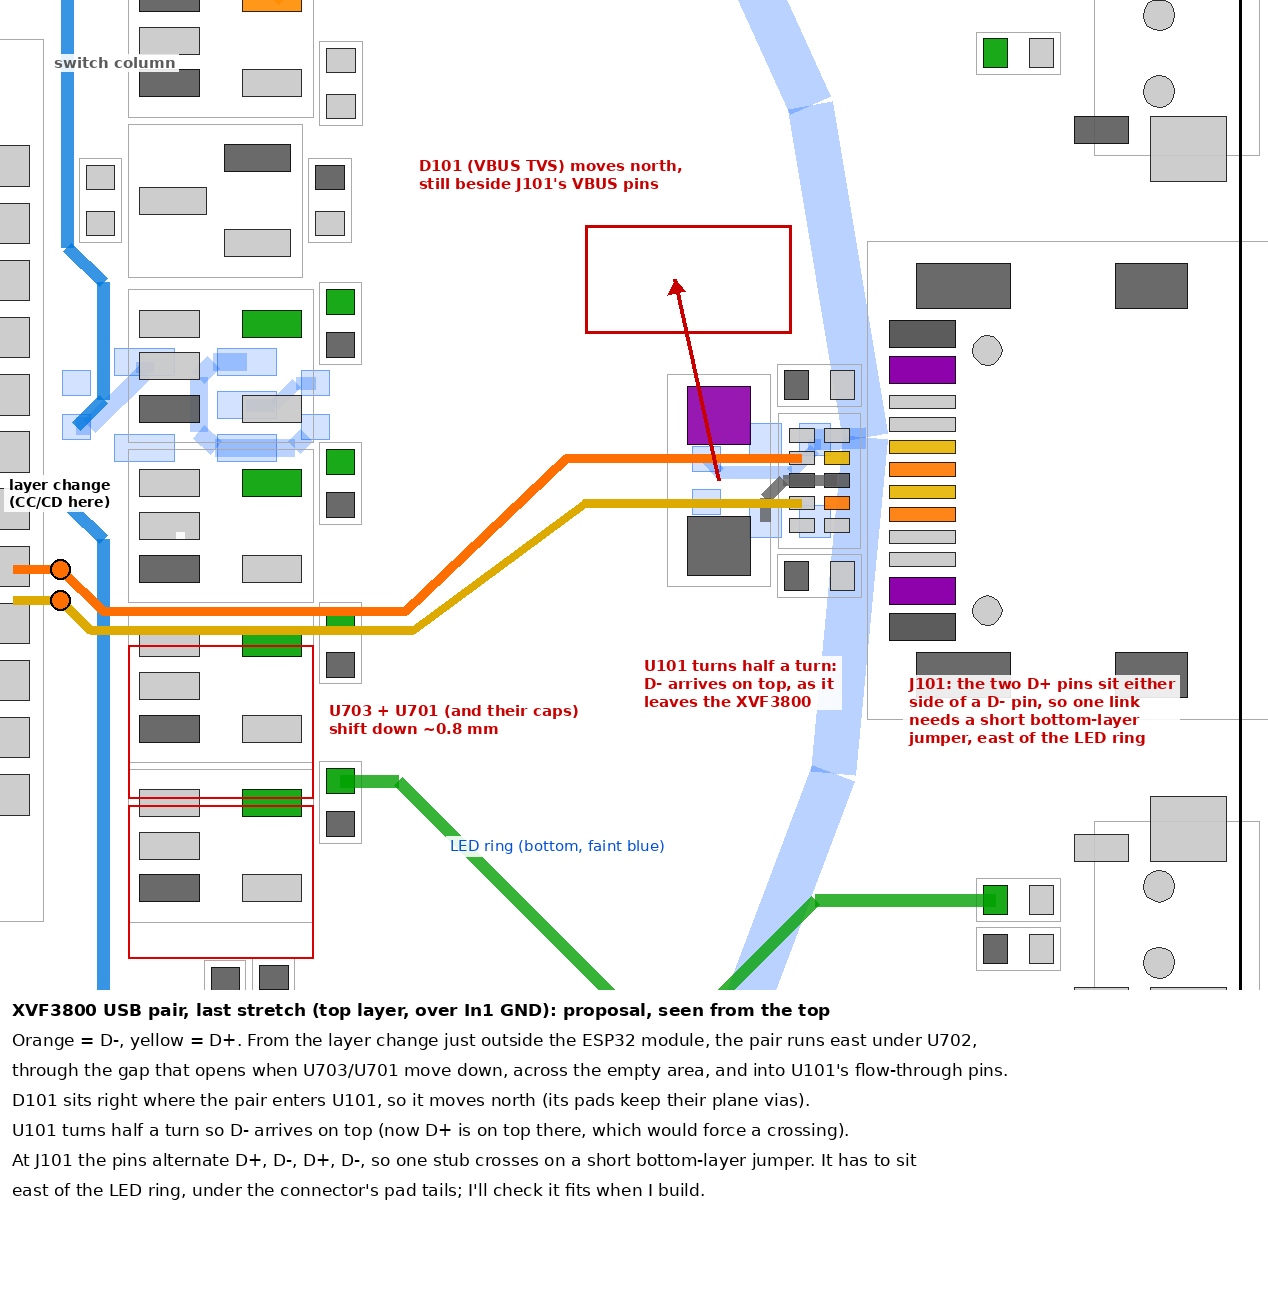 switch column
D101 (VBUS TVS) moves north,
still beside J101's VBUS pins
layer change
(CC/CD here)
U101 turns half a turn:
D- arrives on top, as it
leaves the XVF3800
J101: the two D+ pins sit either
side of a D- pin, so one link
needs a short bottom-layer
jumper, east of the LED ring
U703 + U701 (and their caps)
shift down ~0.8 mm
LED ring (bottom, faint blue)
XVF3800 USB pair, last stretch (top layer, over In1 GND): proposal, seen from the top
Orange = D-, yellow = D+. From the layer change just outside the ESP32 module, the pair runs east under U702,
through the gap that opens when U703/U701 move down, across the empty area, and into U101's flow-through pins.
D101 sits right where the pair enters U101, so it moves north (its pads keep their plane vias).
U101 turns half a turn so D- arrives on top (now D+ is on top there, which would force a crossing).
At J101 the pins alternate D+, D-, D+, D-, so one stub crosses on a short bottom-layer jumper. It has to sit
east of the LED ring, under the connector's pad tails; I'll check it fits when I build.